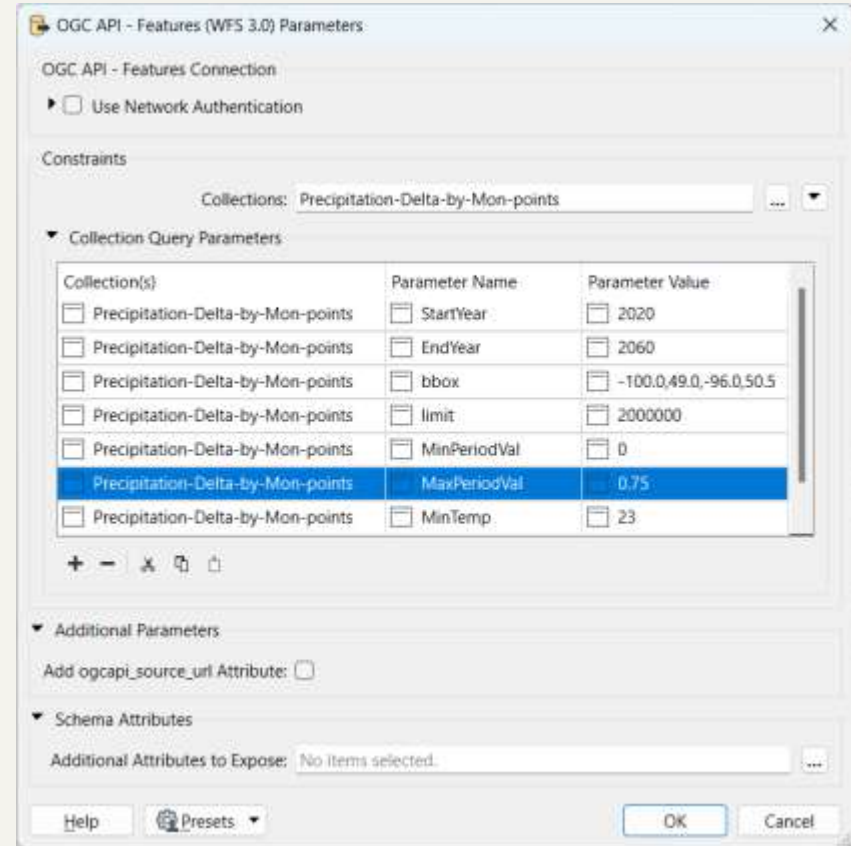 OGC API - Features (WFS 3.0) Parameters
OGC API - Features Connection
Use Network Authentication
Constraints
Collections: Precipitation-Delta-by-Mon-points ...
Collection Query Parameters
Collection(s) Parameter Name Parameter Value
Precipitation-Delta-by-Mon-points StartYear 2020
Precipitation-Delta-by-Mon-points EndYear 2060
Precipitation-Delta-by-Mon-points bbox -100.0,49.0,-96.0,50.5
Precipitation-Delta-by-Mon-points limit 2000000
Precipitation-Delta-by-Mon-points MinPeriodVal 0
Precipitation-Delta-by-Mon-points MaxPeriodVal 0.75
Precipitation-Delta-by-Mon-points MinTemp 23
Additional Parameters
Add ogcapi_source_url Attribute:
Schema Attributes
Additional Attributes to Expose: No items selected. ...
Help Presets OK Cancel